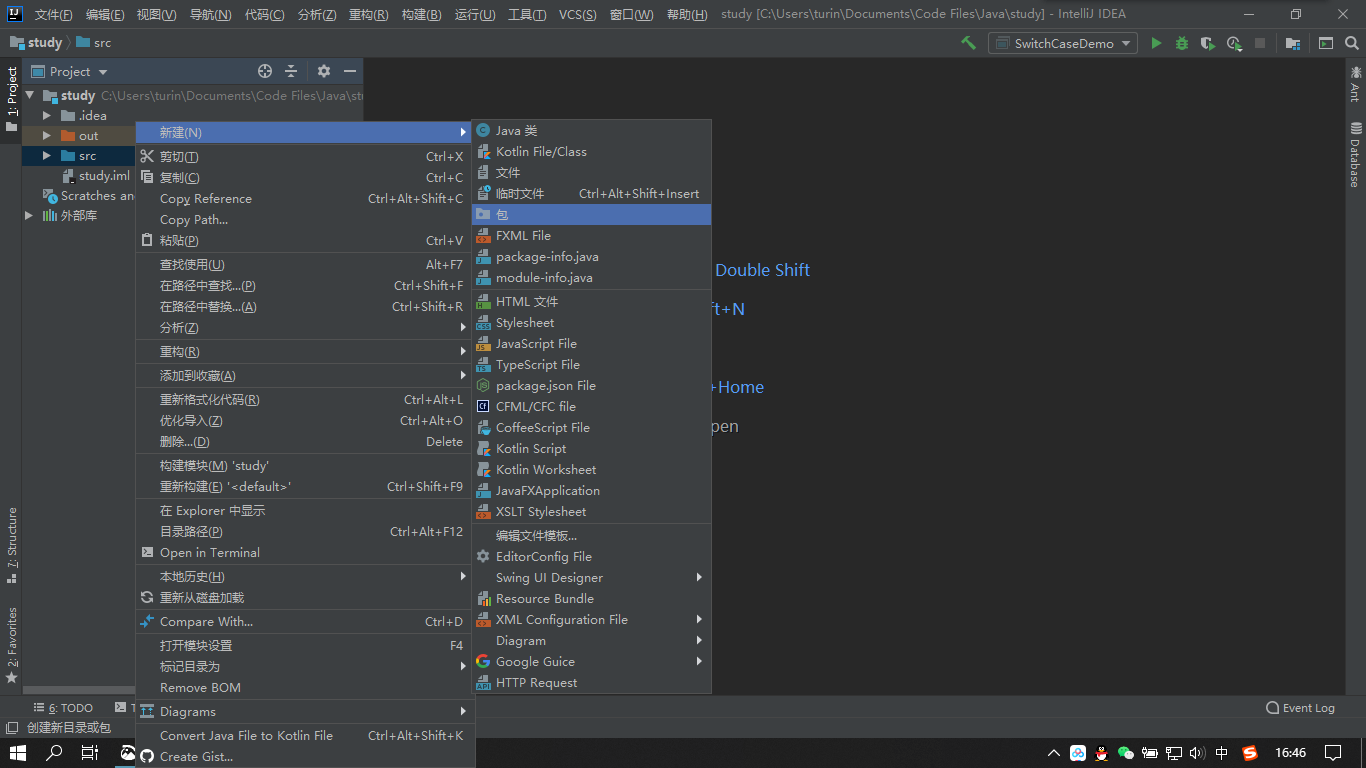 文件(F) 编辑(E) 视图(V) 导航(N) 代码(C) 分析(Z) 重构(R) 构建(B) 运行(U) 工具(T) VCS(S) 窗口(W) 帮助(H) study [C:\Users\turin\Documents\Code Files\Java\study] - IntelliJ IDEA
study src
SwitchCaseDemo
Project
study C:\Users\turin\Documents\Code Files\Java\stu
.idea
out
src
study.iml
Scratches an
外部库
1: Project
7: Structure
2: Favorites
Ant
Database
新建(N)
剪切(T) Ctrl+X
复制(C) Ctrl+C
Copy Reference Ctrl+Alt+Shift+C
Copy Path...
粘贴(P) Ctrl+V
查找使用(U) Alt+F7
在路径中查找...(P) Ctrl+Shift+F
在路径中替换...(A) Ctrl+Shift+R
分析(Z)
重构(R)
添加到收藏(A)
重新格式化代码(R) Ctrl+Alt+L
优化导入(Z) Ctrl+Alt+O
删除...(D) Delete
构建模块(M) 'study'
重新构建(E) '<default>' Ctrl+Shift+F9
在 Explorer 中显示
目录路径(P) Ctrl+Alt+F12
Open in Terminal
本地历史(H)
重新从磁盘加载
Compare With... Ctrl+D
打开模块设置 F4
标记目录为
Remove BOM
Diagrams
Convert Java File to Kotlin File Ctrl+Alt+Shift+K
Create Gist...
Java 类
Kotlin File/Class
文件
临时文件 Ctrl+Alt+Shift+Insert
包
FXML File
package-info.java
module-info.java
HTML 文件
Stylesheet
JavaScript File
TypeScript File
package.json File
CFML/CFC file
CoffeeScript File
Kotlin Script
Kotlin Worksheet
JavaFXApplication
XSLT Stylesheet
编辑文件模板...
EditorConfig File
Swing UI Designer
Resource Bundle
XML Configuration File
Diagram
Google Guice
HTTP Request
Double Shift
ft+N
+Home
pen
6: TODO
Event Log
创建新目录或包
中
16:46